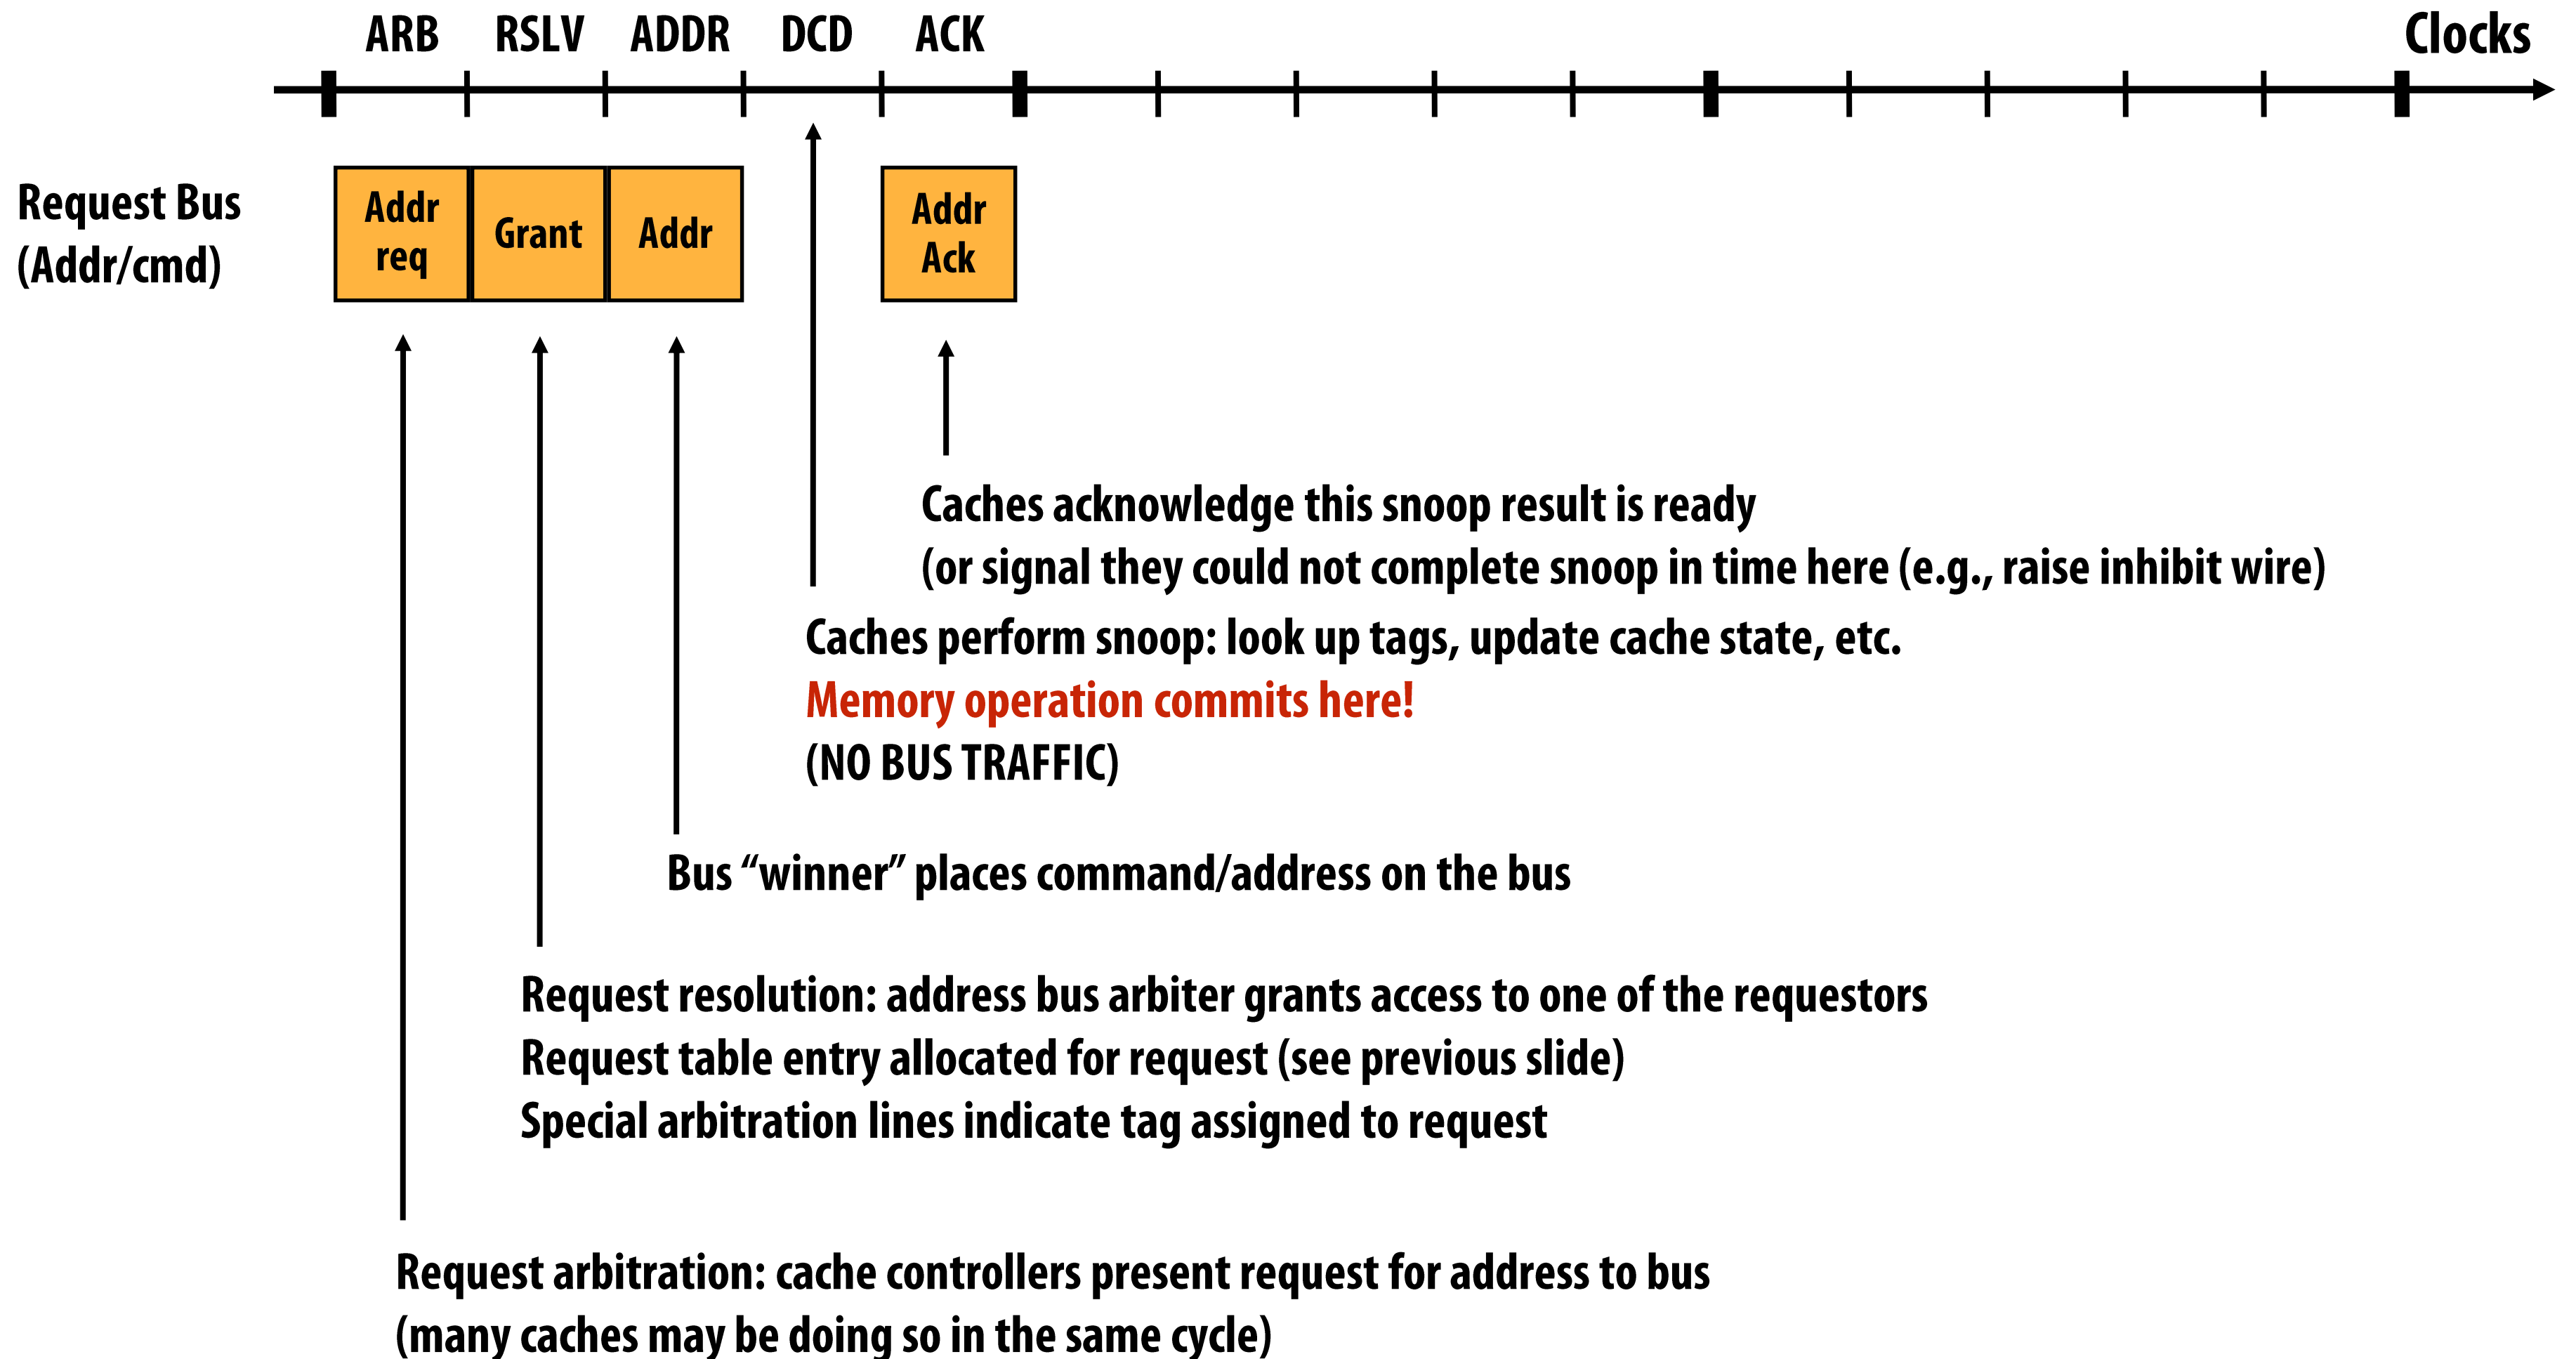 ARB RSLV ADDR DCD ACK Clocks
Request Bus
(Addr/cmd)
Addr
req
Grant
Addr
Addr
Ack
Caches acknowledge this snoop result is ready
(or signal they could not complete snoop in time here (e.g., raise inhibit wire)
Caches perform snoop: look up tags, update cache state, etc.
Memory operation commits here!
(NO BUS TRAFFIC)
Bus “winner” places command/address on the bus
Request resolution: address bus arbiter grants access to one of the requestors
Request table entry allocated for request (see previous slide)
Special arbitration lines indicate tag assigned to request
Request arbitration: cache controllers present request for address to bus
(many caches may be doing so in the same cycle)